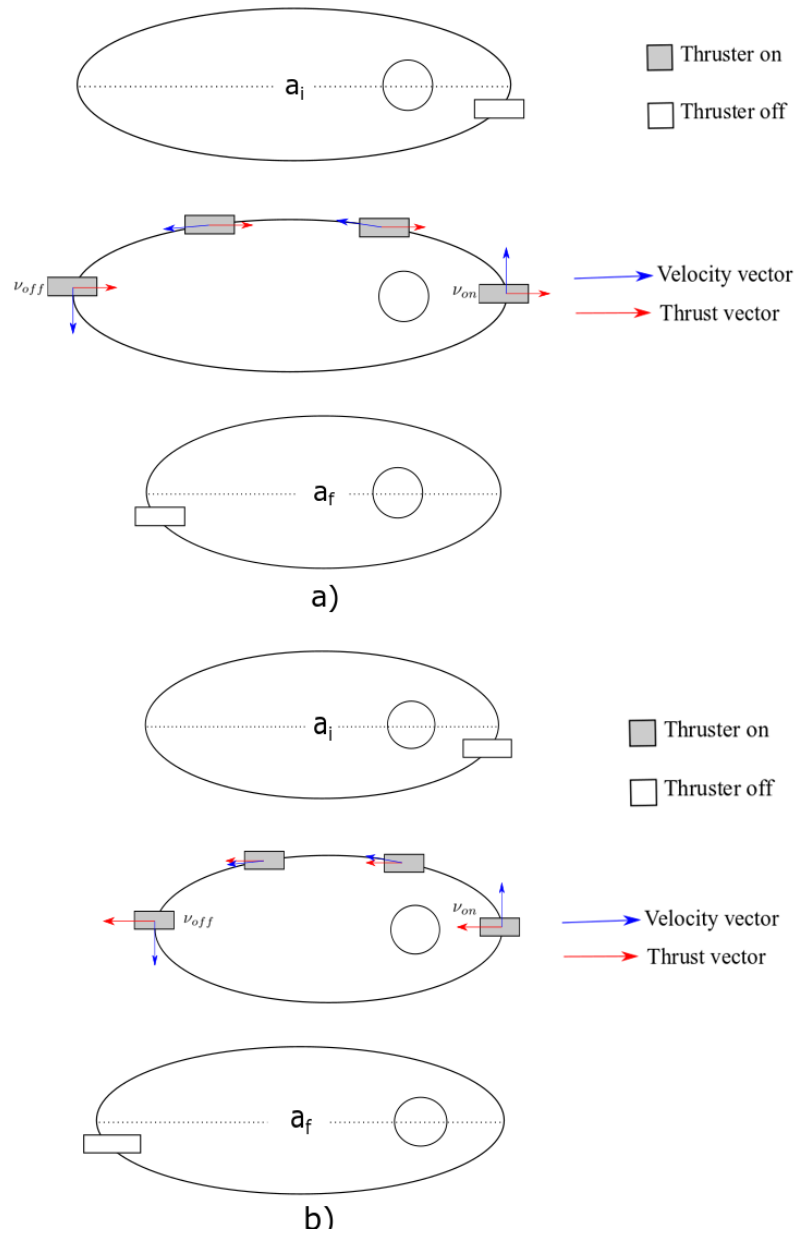 a_i
Thruster on
Thruster off
ν_off
ν_on
Velocity vector
Thrust vector
a_f
a)
a_i
Thruster on
Thruster off
ν_off
ν_on
Velocity vector
Thrust vector
a_f
b)